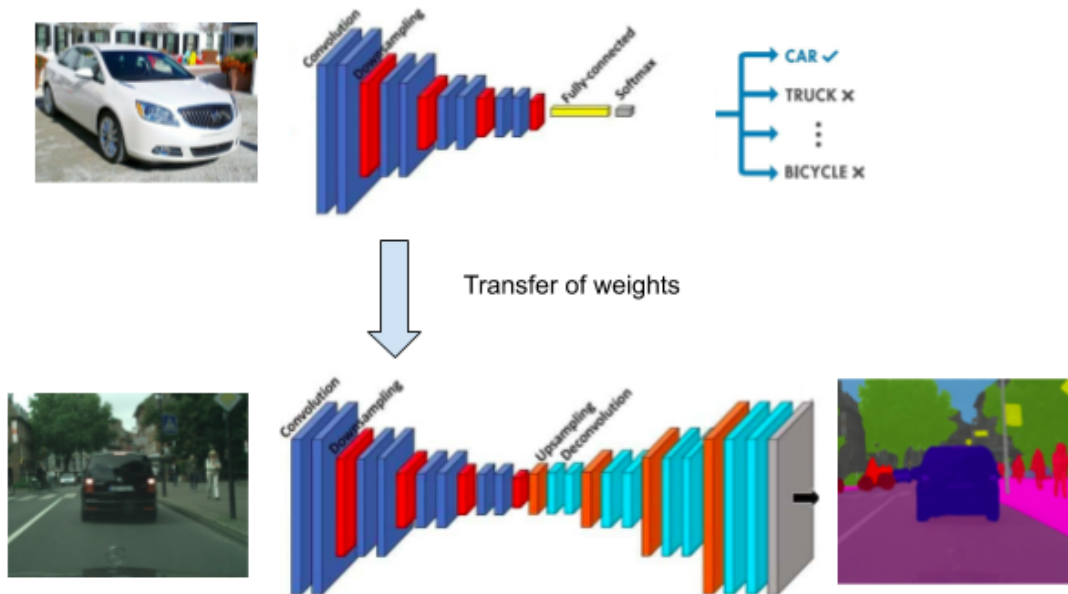 Convolution
Downsampling
Fully-connected
Softmax
CAR ✓
TRUCK ×
⋮
BICYCLE ×
Transfer of weights
Convolution
Downsampling
Upsampling
Deconvolution